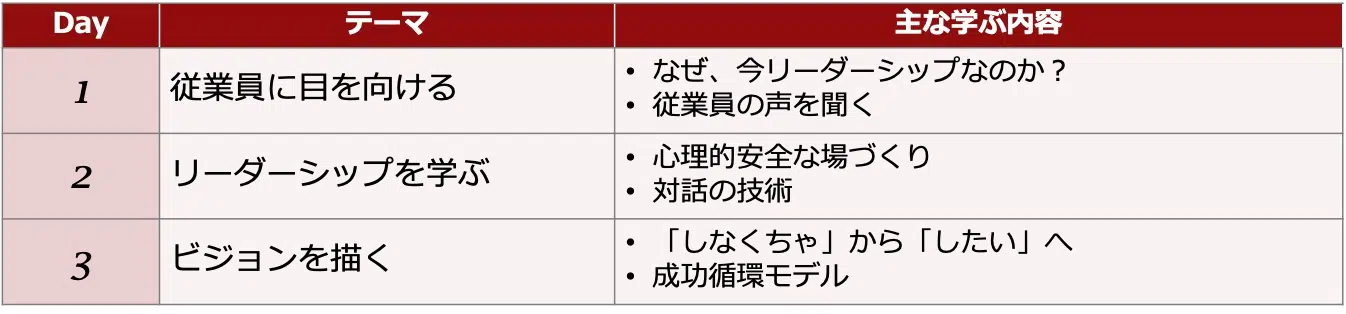 Day テーマ 主な学ぶ内容
1 従業員に目を向ける
• なぜ、今リーダーシップなのか？
• 従業員の声を聞く
2 リーダーシップを学ぶ
• 心理的安全な場づくり
• 対話の技術
3 ビジョンを描く
• 「しなくちゃ」から「したい」へ
• 成功循環モデル